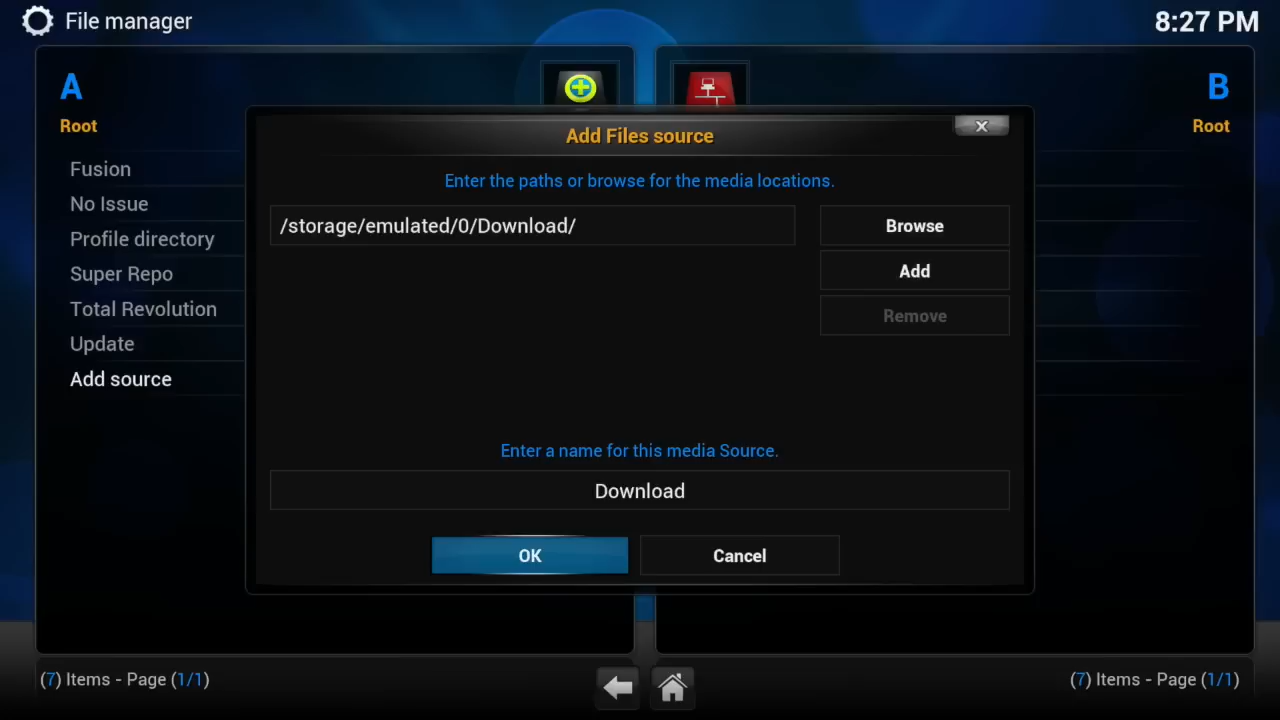 File manager
8:27 PM
A
B
Root
Root
Fusion
No Issue
Profile directory
Super Repo
Total Revolution
Update
Add source
Add Files source
Enter the paths or browse for the media locations.
/storage/emulated/0/Download/
Browse
Add
Remove
Enter a name for this media Source.
Download
OK
Cancel
(7) Items - Page (1/1)
(7) Items - Page (1/1)